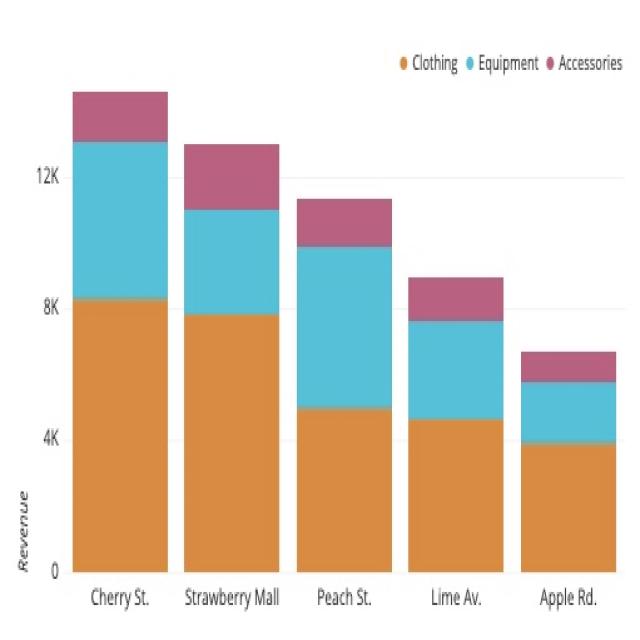 Clothing Equipment Accessories
12K
8K
4K
0
Revenue
Cherry St. Strawberry Mall Peach St. Lime Av. Apple Rd.